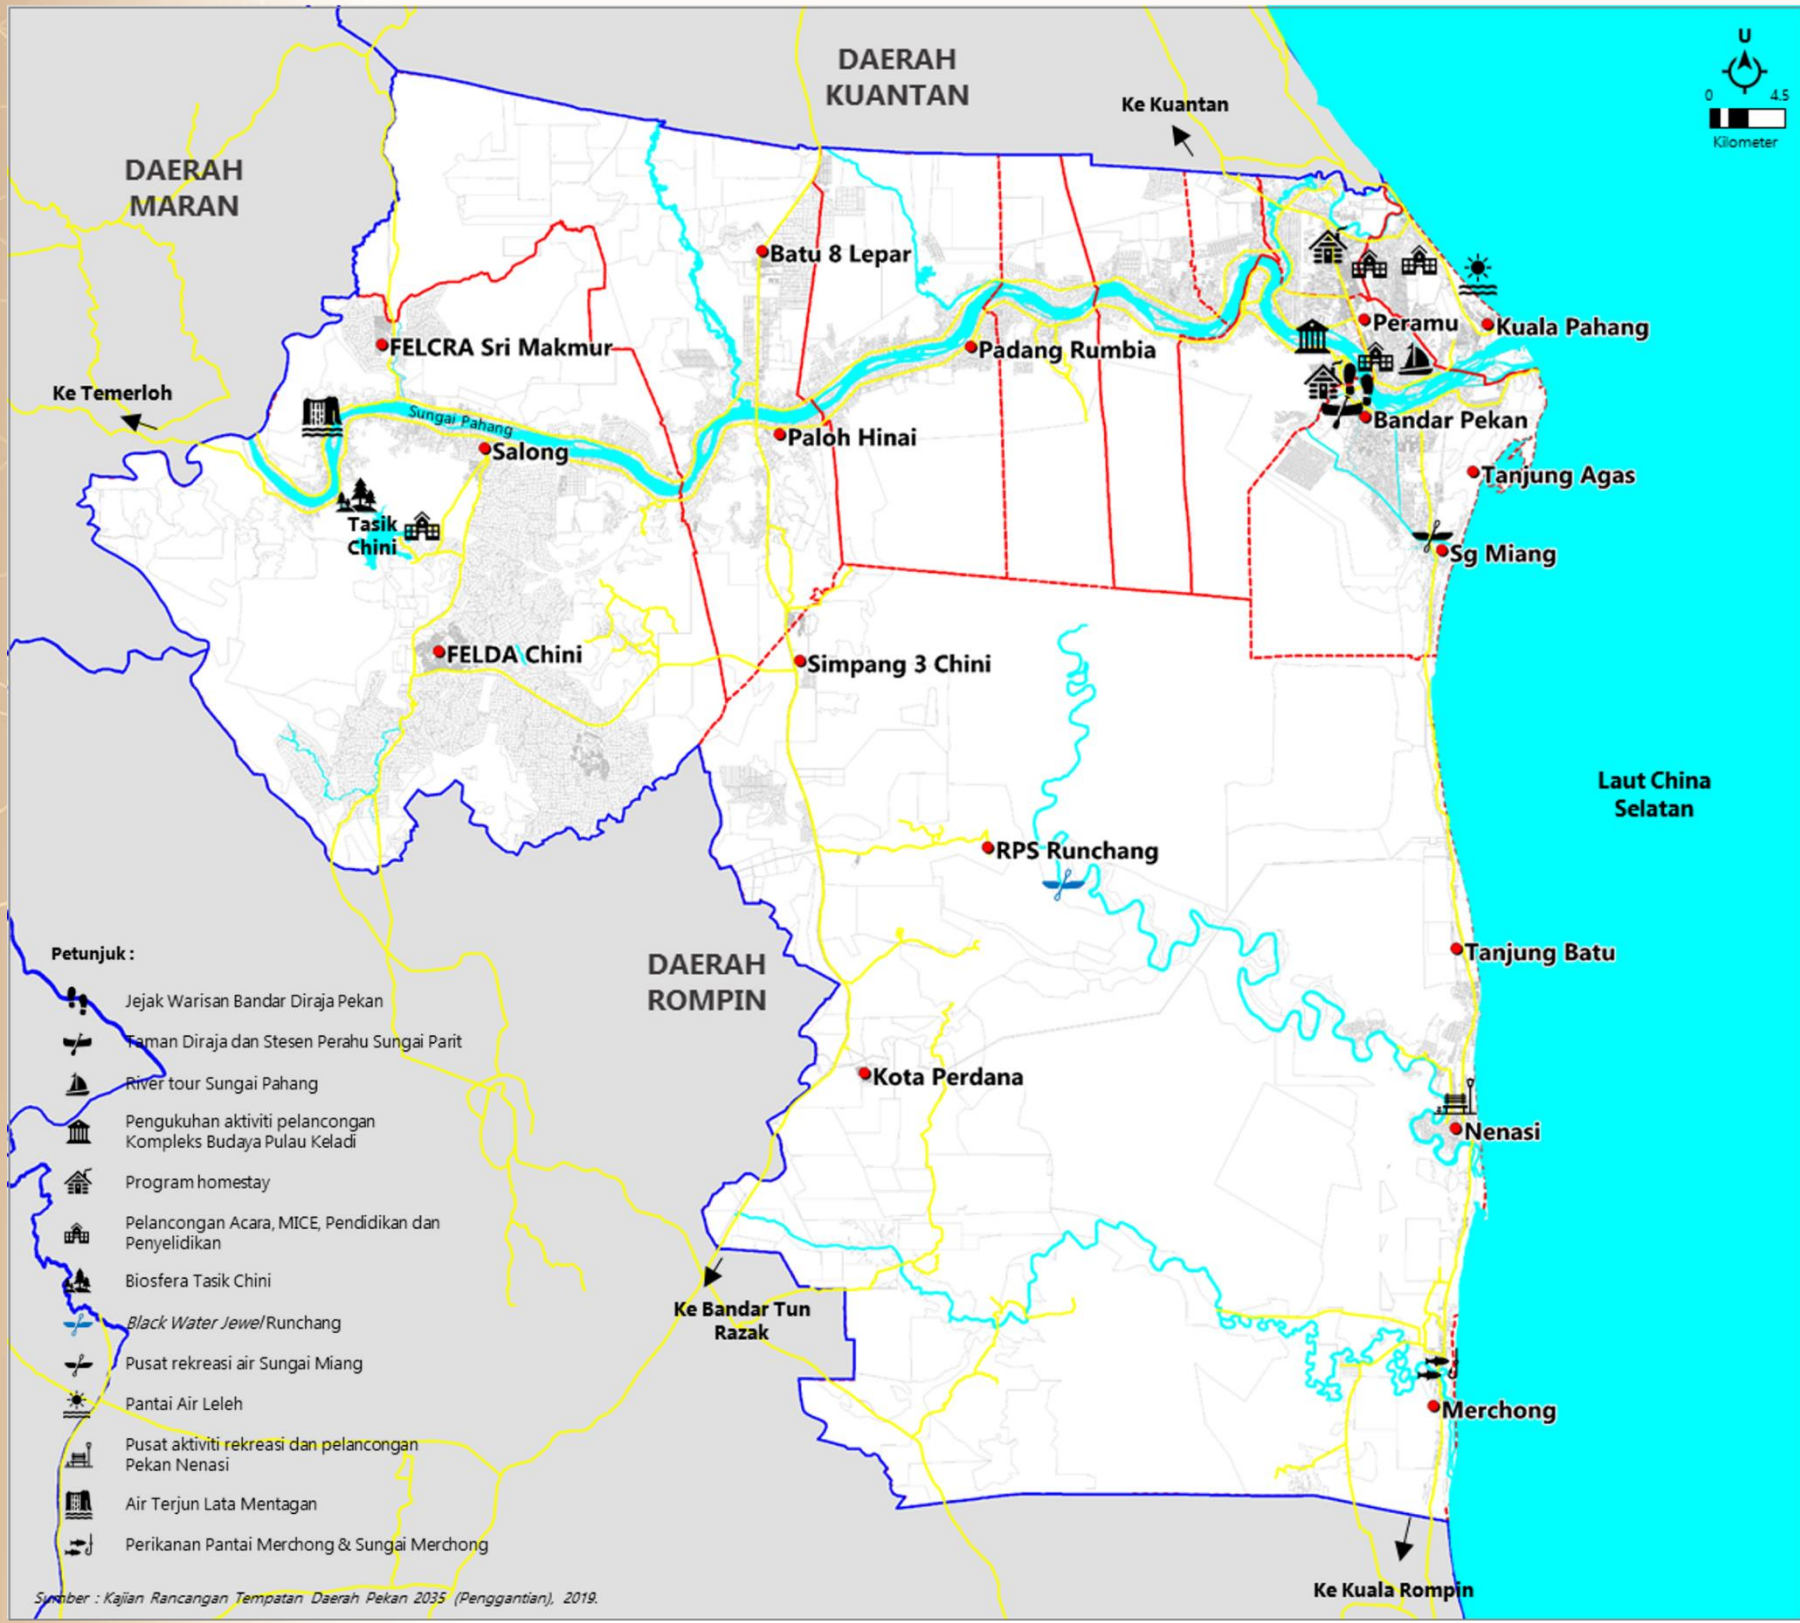 DAERAH
KUANTAN
U
0 4.5
Kilometer
Ke Kuantan
DAERAH
MARAN
Batu 8 Lepar
Peramu
Kuala Pahang
FELCRA Sri Makmur
Padang Rumbia
Ke Temerloh
Sungai Pahang
Bandar Pekan
Paloh Hinai
Salong
Tanjung Agas
Tasik
Chini
Sg Miang
FELDA Chini
Simpang 3 Chini
Laut China
Selatan
RPS Runchang
Tanjung Batu
DAERAH
ROMPIN
Kota Perdana
Nenasi
Ke Bandar Tun
Razak
Merchong
Ke Kuala Rompin
Petunjuk :
Jejak Warisan Bandar Diraja Pekan
Taman Diraja dan Stesen Perahu Sungai Parit
River tour Sungai Pahang
Pengukuhan aktiviti pelancongan
Kompleks Budaya Pulau Keladi
Program homestay
Pelancongan Acara, MICE, Pendidikan dan
Penyelidikan
Biosfera Tasik Chini
Black Water Jewel Runchang
Pusat rekreasi air Sungai Miang
Pantai Air Leleh
Pusat aktiviti rekreasi dan pelancongan
Pekan Nenasi
Air Terjun Lata Mentagan
Perikanan Pantai Merchong & Sungai Merchong
Sumber : Kajian Rancangan Tempatan Daerah Pekan 2035 (Penggantian), 2019.